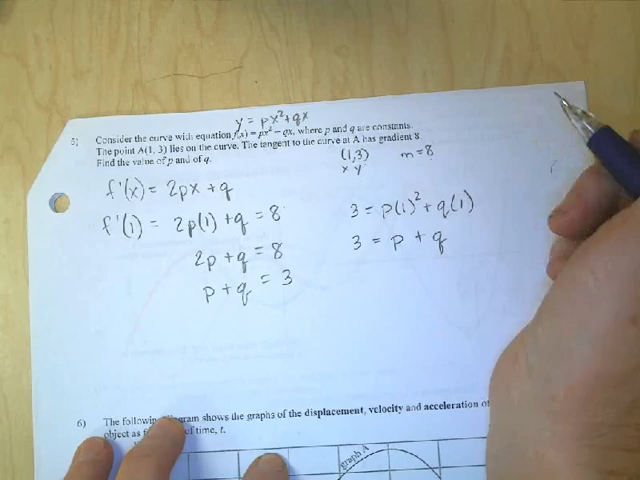 y = px²+qx
5) Consider the curve with equation f(x) = px² – qx, where p and q are constants.
The point A(1, 3) lies on the curve. The tangent to the curve at A has gradient 8.
Find the value of p and of q.
(1,3) m=8
x y
f'(x) = 2px + q
f'(1) = 2p(1) + q = 8
2p + q = 8
p + q = 3
3 = p(1)² + q(1)
3 = p + q
6) The following diagram shows the graphs of the displacement, velocity and acceleration of
object as of time, t.
graph A